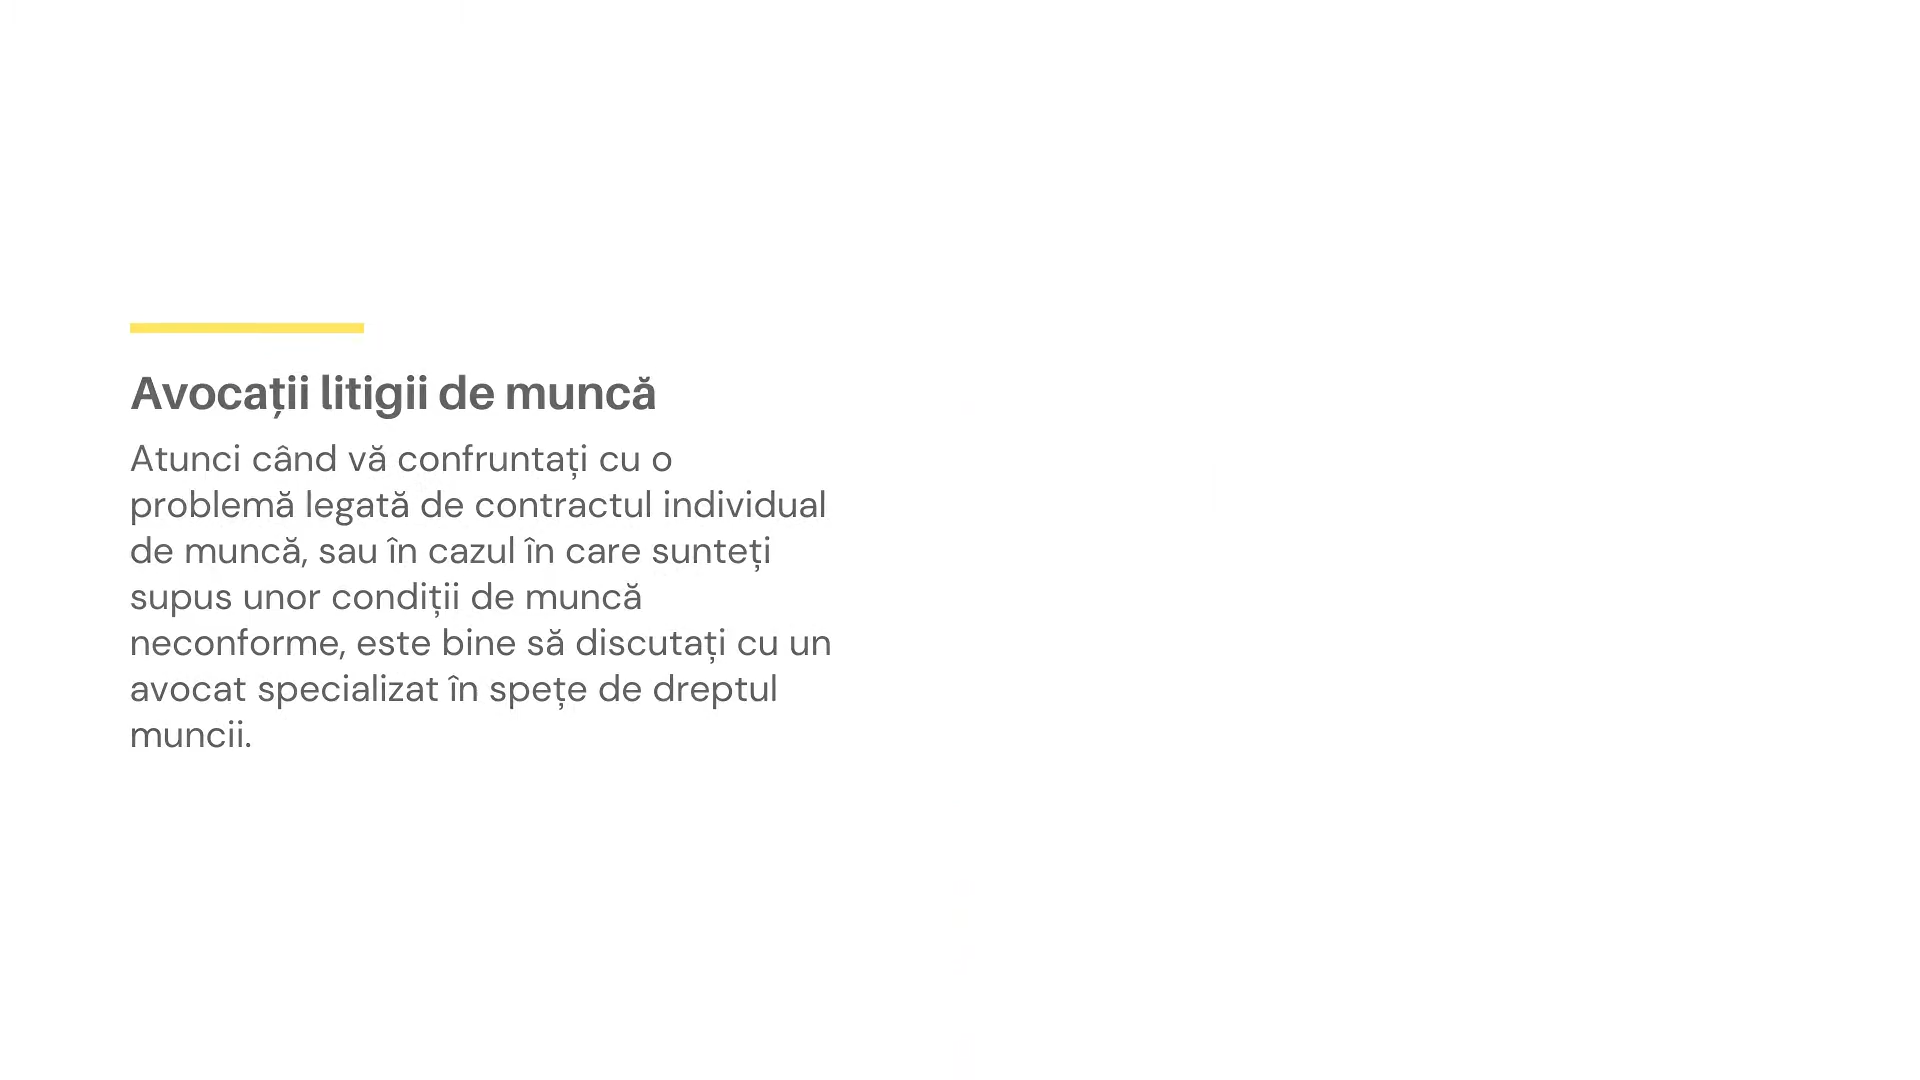 Avocații litigii de muncă
Atunci când vă confruntați cu o
problemă legată de contractul individual
de muncă, sau în cazul în care sunteți
supus unor condiții de muncă
neconforme, este bine să discutați cu un
avocat specializat în spețe de dreptul
muncii.